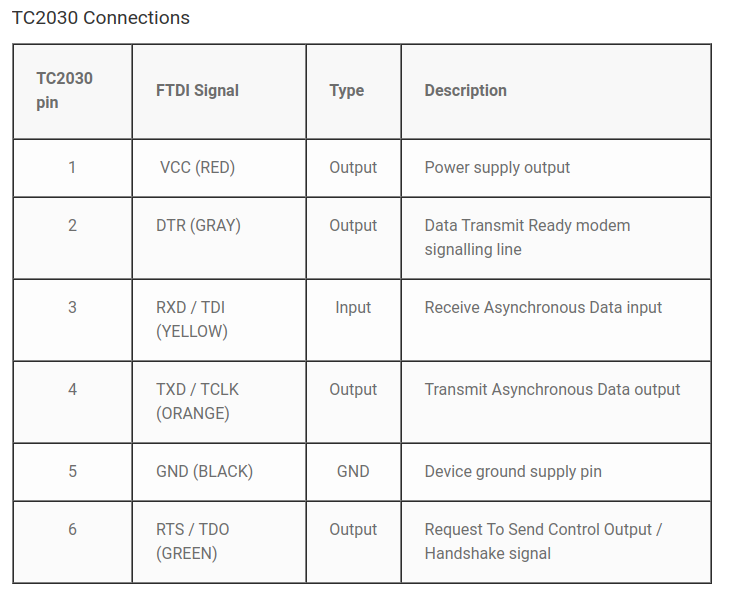 TC2030 Connections
TC2030 pin FTDI Signal Type Description
1 VCC (RED) Output Power supply output
2 DTR (GRAY) Output Data Transmit Ready modem
signalling line
3 RXD / TDI Input Receive Asynchronous Data input
(YELLOW)
4 TXD / TCLK Output Transmit Asynchronous Data output
(ORANGE)
5 GND (BLACK) GND Device ground supply pin
6 RTS / TDO Output Request To Send Control Output /
(GREEN) Handshake signal